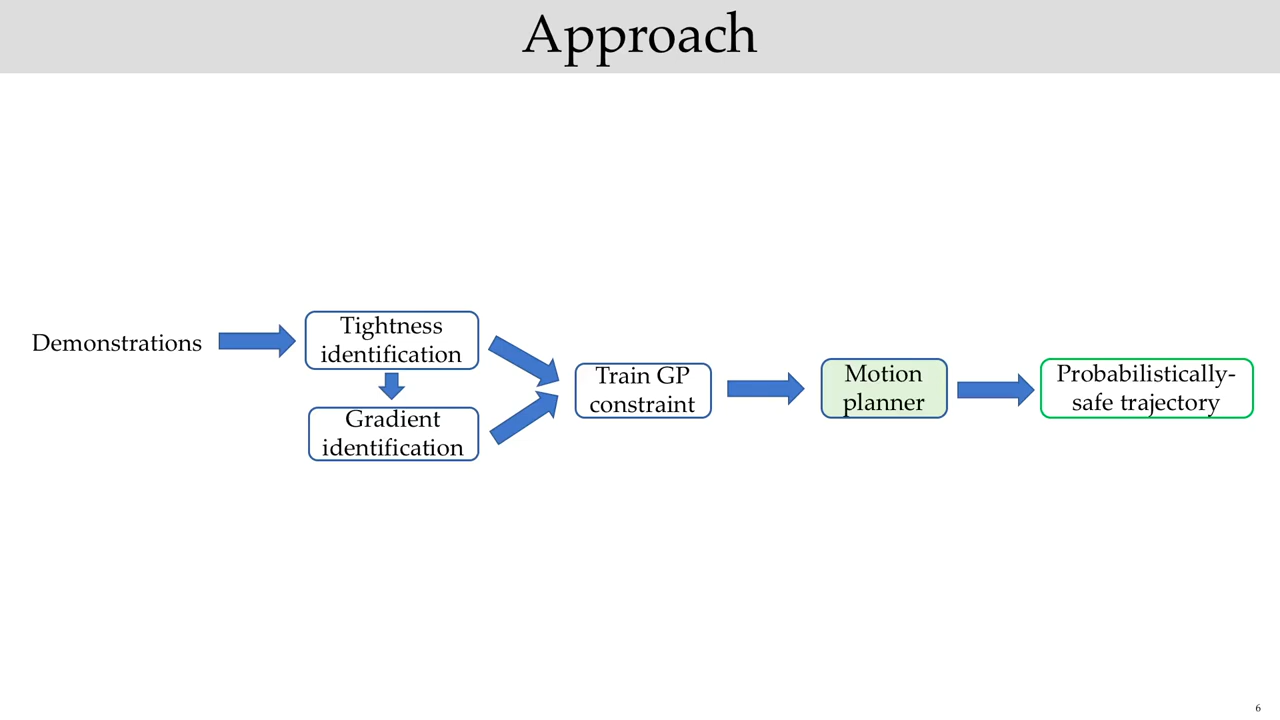 Approach
Demonstrations
Tightness
identification
Gradient
identification
Train GP
constraint
Motion
planner
Probabilistically-
safe trajectory
6